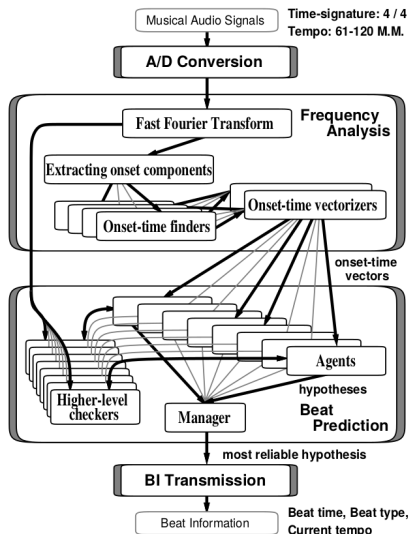 Musical Audio Signals
Time-signature: 4 / 4
Tempo: 61-120 M.M.
A/D Conversion
Fast Fourier Transform
Frequency
Analysis
Extracting onset components
Onset-time vectorizers
Onset-time finders
onset-time
vectors
Agents
hypotheses
Higher-level
checkers
Manager
Beat
Prediction
most reliable hypothesis
BI Transmission
Beat Information
Beat time, Beat type,
Current tempo